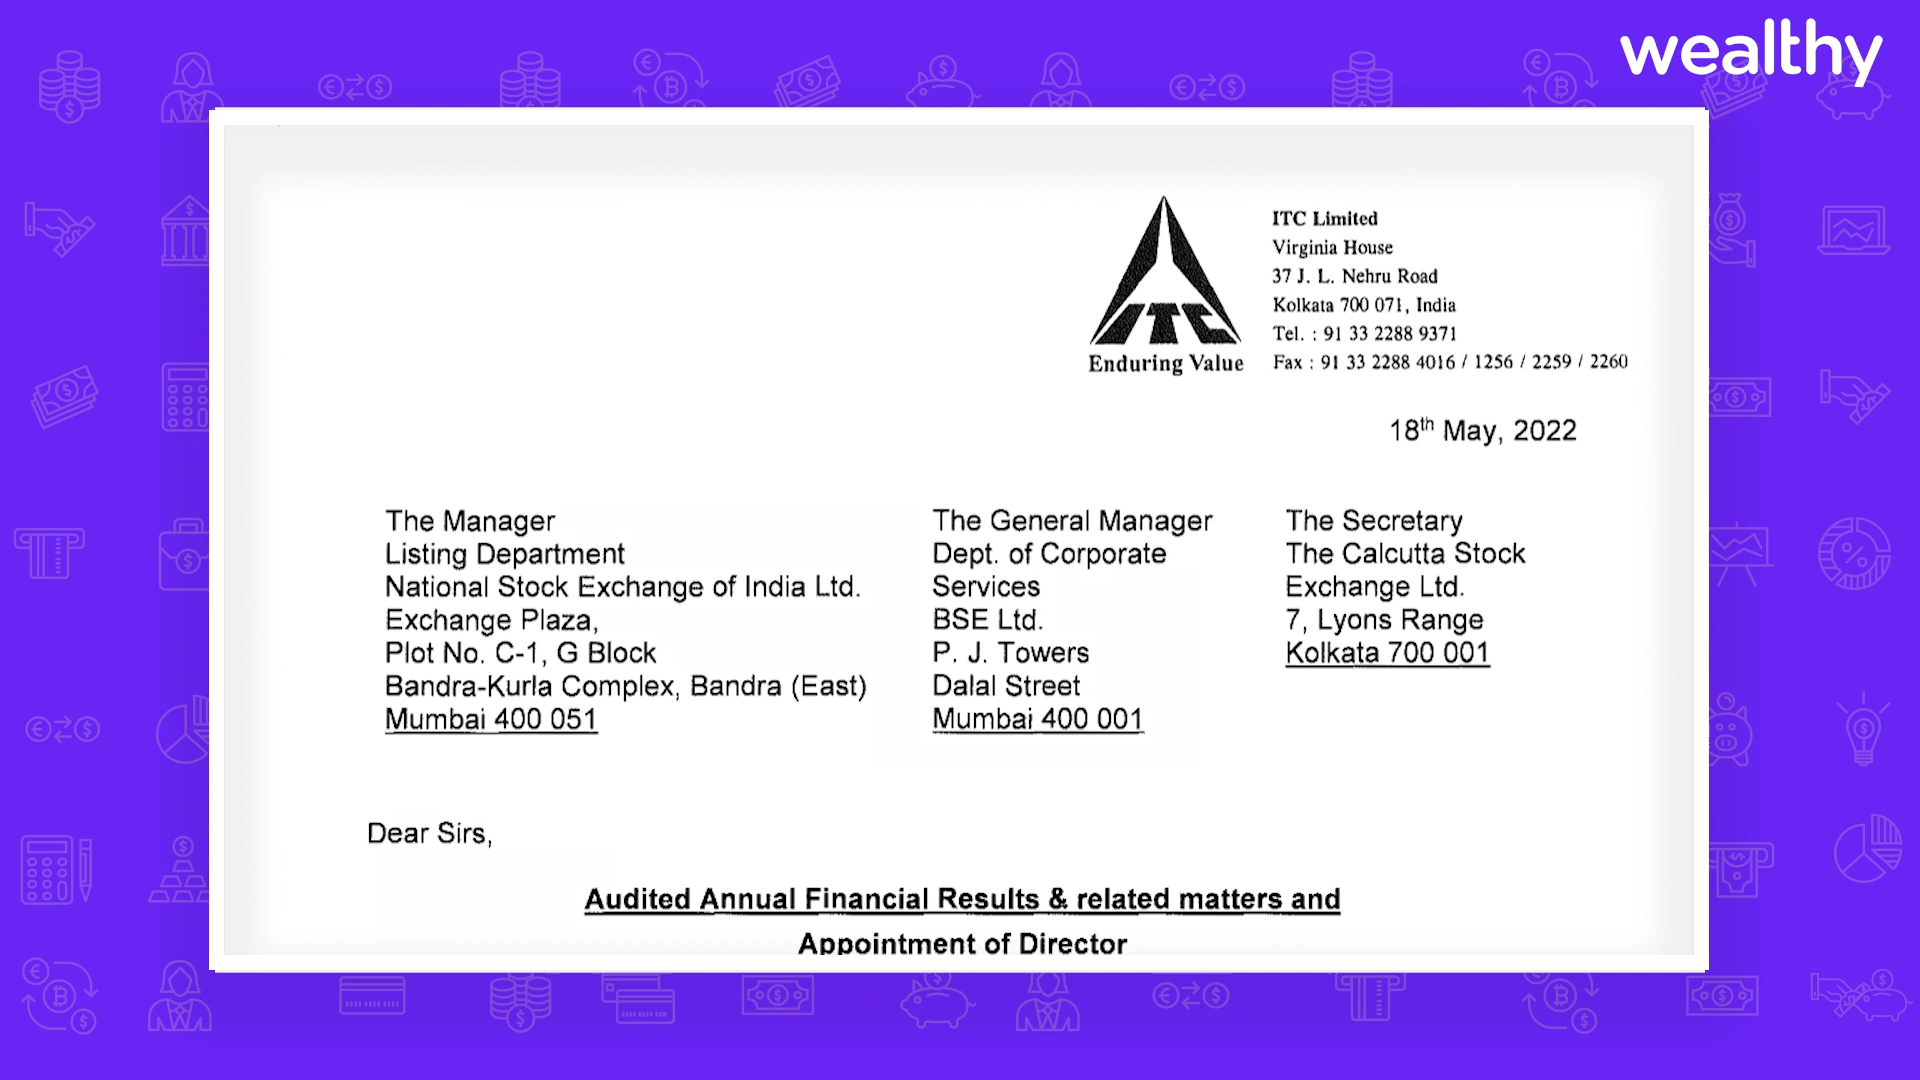 wealthy
ITC
Enduring Value
ITC Limited
Virginia House
37 J. L. Nehru Road
Kolkata 700 071, India
Tel. : 91 33 2288 9371
Fax : 91 33 2288 4016 / 1256 / 2259 / 2260
18th May, 2022
The Manager
Listing Department
National Stock Exchange of India Ltd.
Exchange Plaza,
Plot No. C-1, G Block
Bandra-Kurla Complex, Bandra (East)
Mumbai 400 051
The General Manager
Dept. of Corporate
Services
BSE Ltd.
P. J. Towers
Dalal Street
Mumbai 400 001
The Secretary
The Calcutta Stock
Exchange Ltd.
7, Lyons Range
Kolkata 700 001
Dear Sirs,
Audited Annual Financial Results & related matters and
Appointment of Director